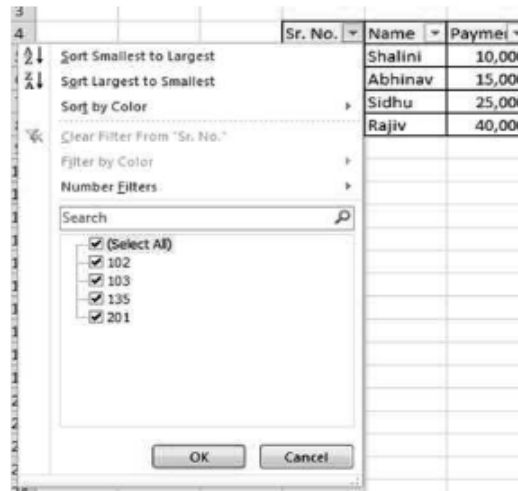 3
4
Sr. No. Name Paymei
Sort Smallest to Largest
Shalini 10,00
Sort Largest to Smallest
Abhinav 15,00
Sort by Color
Sidhu 25,00
Rajiv 40,00
Clear Filter From "Sr. No."
Filter by Color
Number Filters
Search
(Select All)
102
103
135
201
OK Cancel